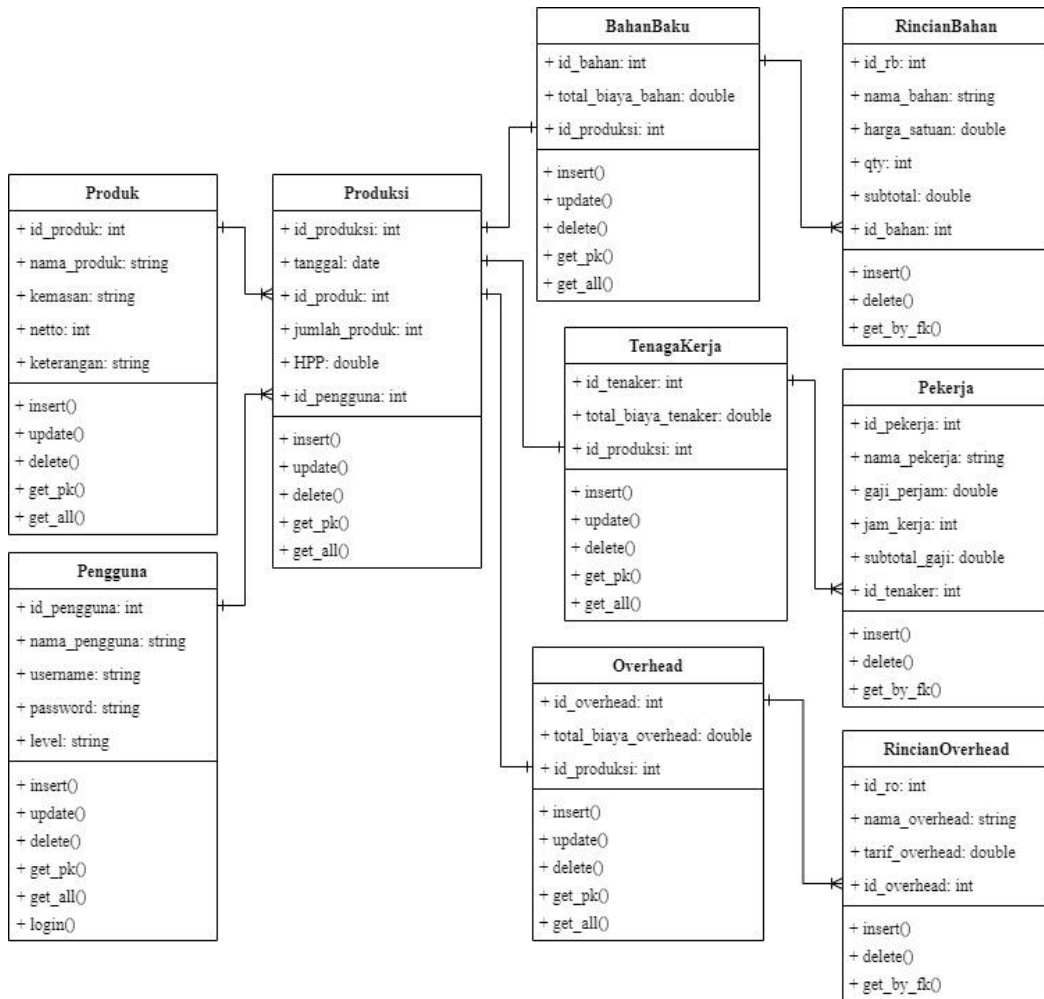 BahanBaku
+ id_bahan: int
+ total_biaya_bahan: double
+ id_produksi: int
+ insert()
+ update()
+ delete()
+ get_pk()
+ get_all()
RincianBahan
+ id_rb: int
+ nama_bahan: string
+ harga_satuan: double
+ qty: int
+ subtotal: double
+ id_bahan: int
+ insert()
+ delete()
+ get_by_fk()
Produk
+ id_produk: int
+ nama_produk: string
+ kemasan: string
+ netto: int
+ keterangan: string
+ insert()
+ update()
+ delete()
+ get_pk()
+ get_all()
Produksi
+ id_produksi: int
+ tanggal: date
+ id_produk: int
+ jumlah_produk: int
+ HPP: double
+ id_pengguna: int
+ insert()
+ update()
+ delete()
+ get_pk()
+ get_all()
TenagaKerja
+ id_tenaker: int
+ total_biaya_tenaker: double
+ id_produksi: int
+ insert()
+ update()
+ delete()
+ get_pk()
+ get_all()
Pekerja
+ id_pekerja: int
+ nama_pekerja: string
+ gaji_perjam: double
+ jam_kerja: int
+ subtotal_gaji: double
+ id_tenaker: int
+ insert()
+ delete()
+ get_by_fk()
Pengguna
+ id_pengguna: int
+ nama_pengguna: string
+ username: string
+ password: string
+ level: string
+ insert()
+ update()
+ delete()
+ get_pk()
+ get_all()
+ login()
Overhead
+ id_overhead: int
+ total_biaya_overhead: double
+ id_produksi: int
+ insert()
+ update()
+ delete()
+ get_pk()
+ get_all()
RincianOverhead
+ id_ro: int
+ nama_overhead: string
+ tarif_overhead: double
+ id_overhead: int
+ insert()
+ delete()
+ get_by_fk()